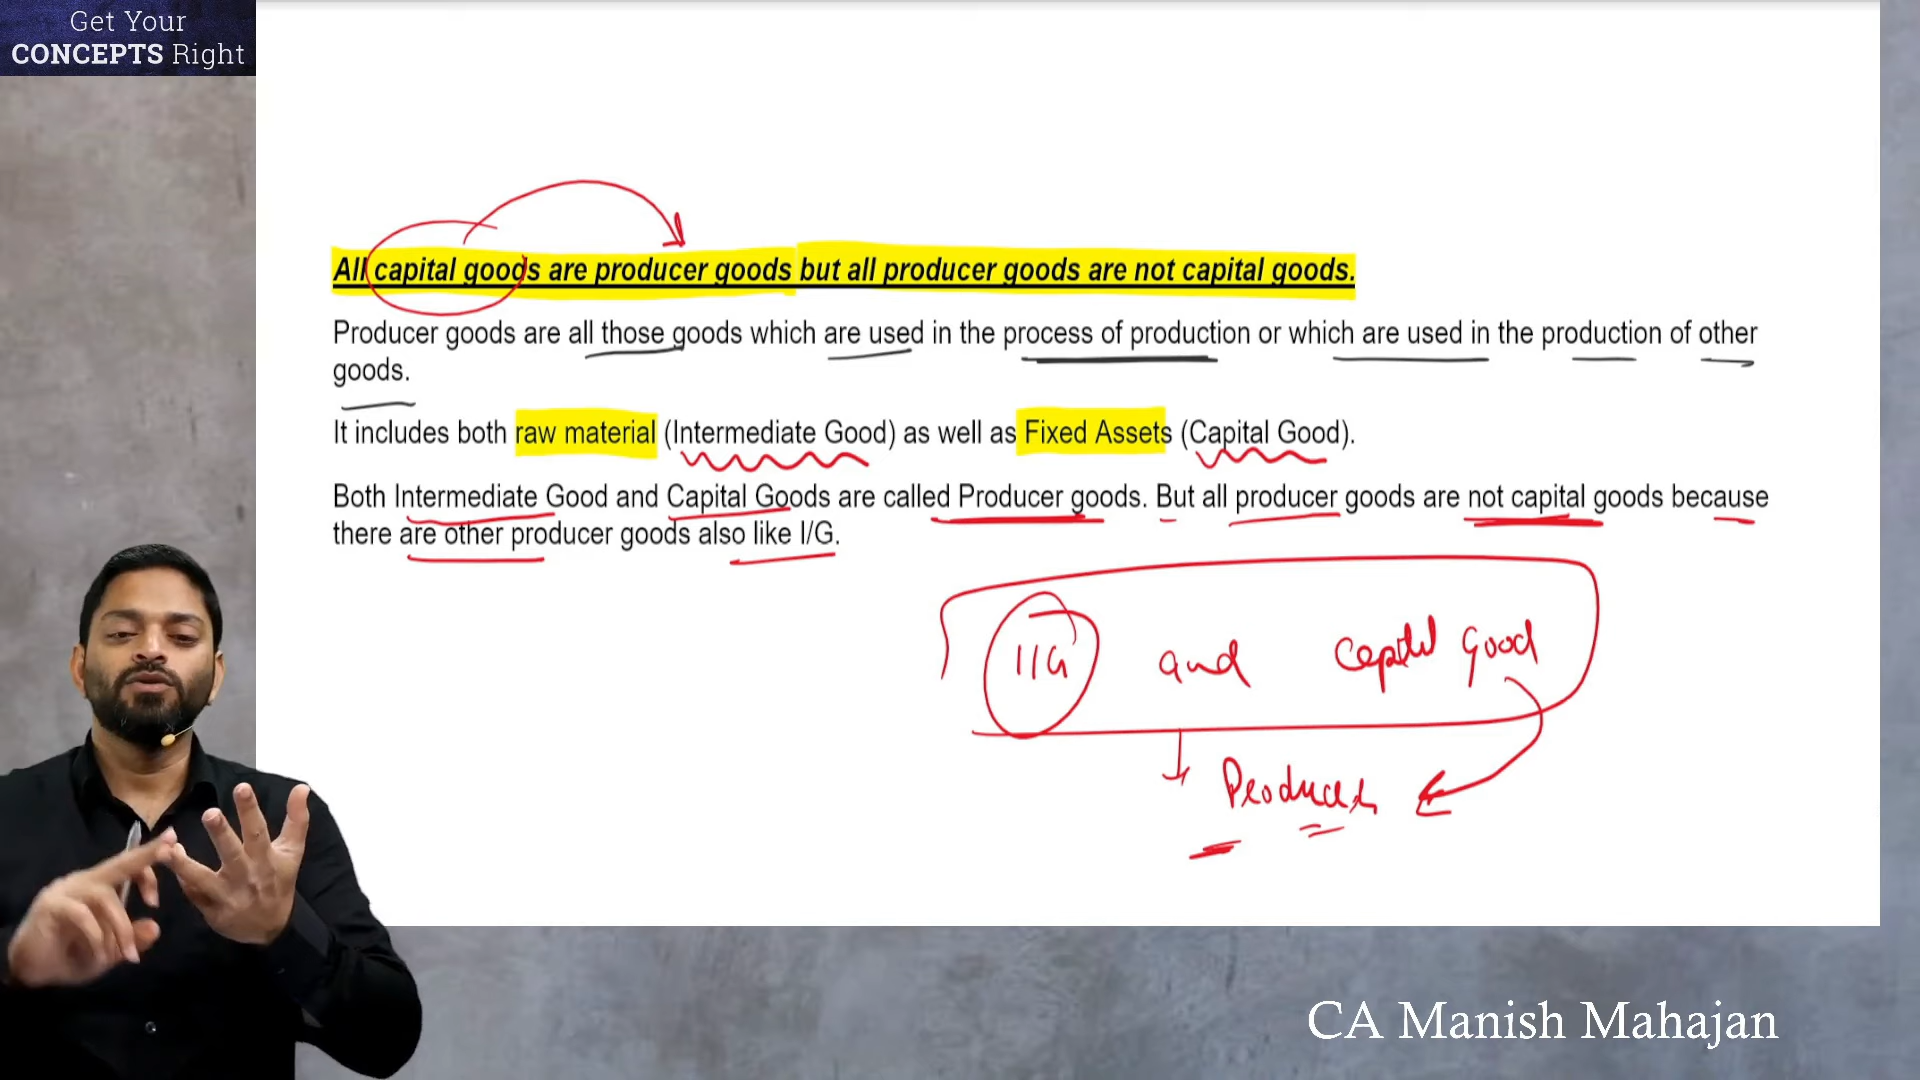 Get Your
CONCEPTS Right
All capital goods are producer goods but all producer goods are not capital goods.
Producer goods are all those goods which are used in the process of production or which are used in the production of other
goods.
It includes both raw material (Intermediate Good) as well as Fixed Assets (Capital Good).
Both Intermediate Good and Capital Goods are called Producer goods. But all producer goods are not capital goods because
there are other producer goods also like I/G.
I/G and Capital Good
Producer
CA Manish Mahajan